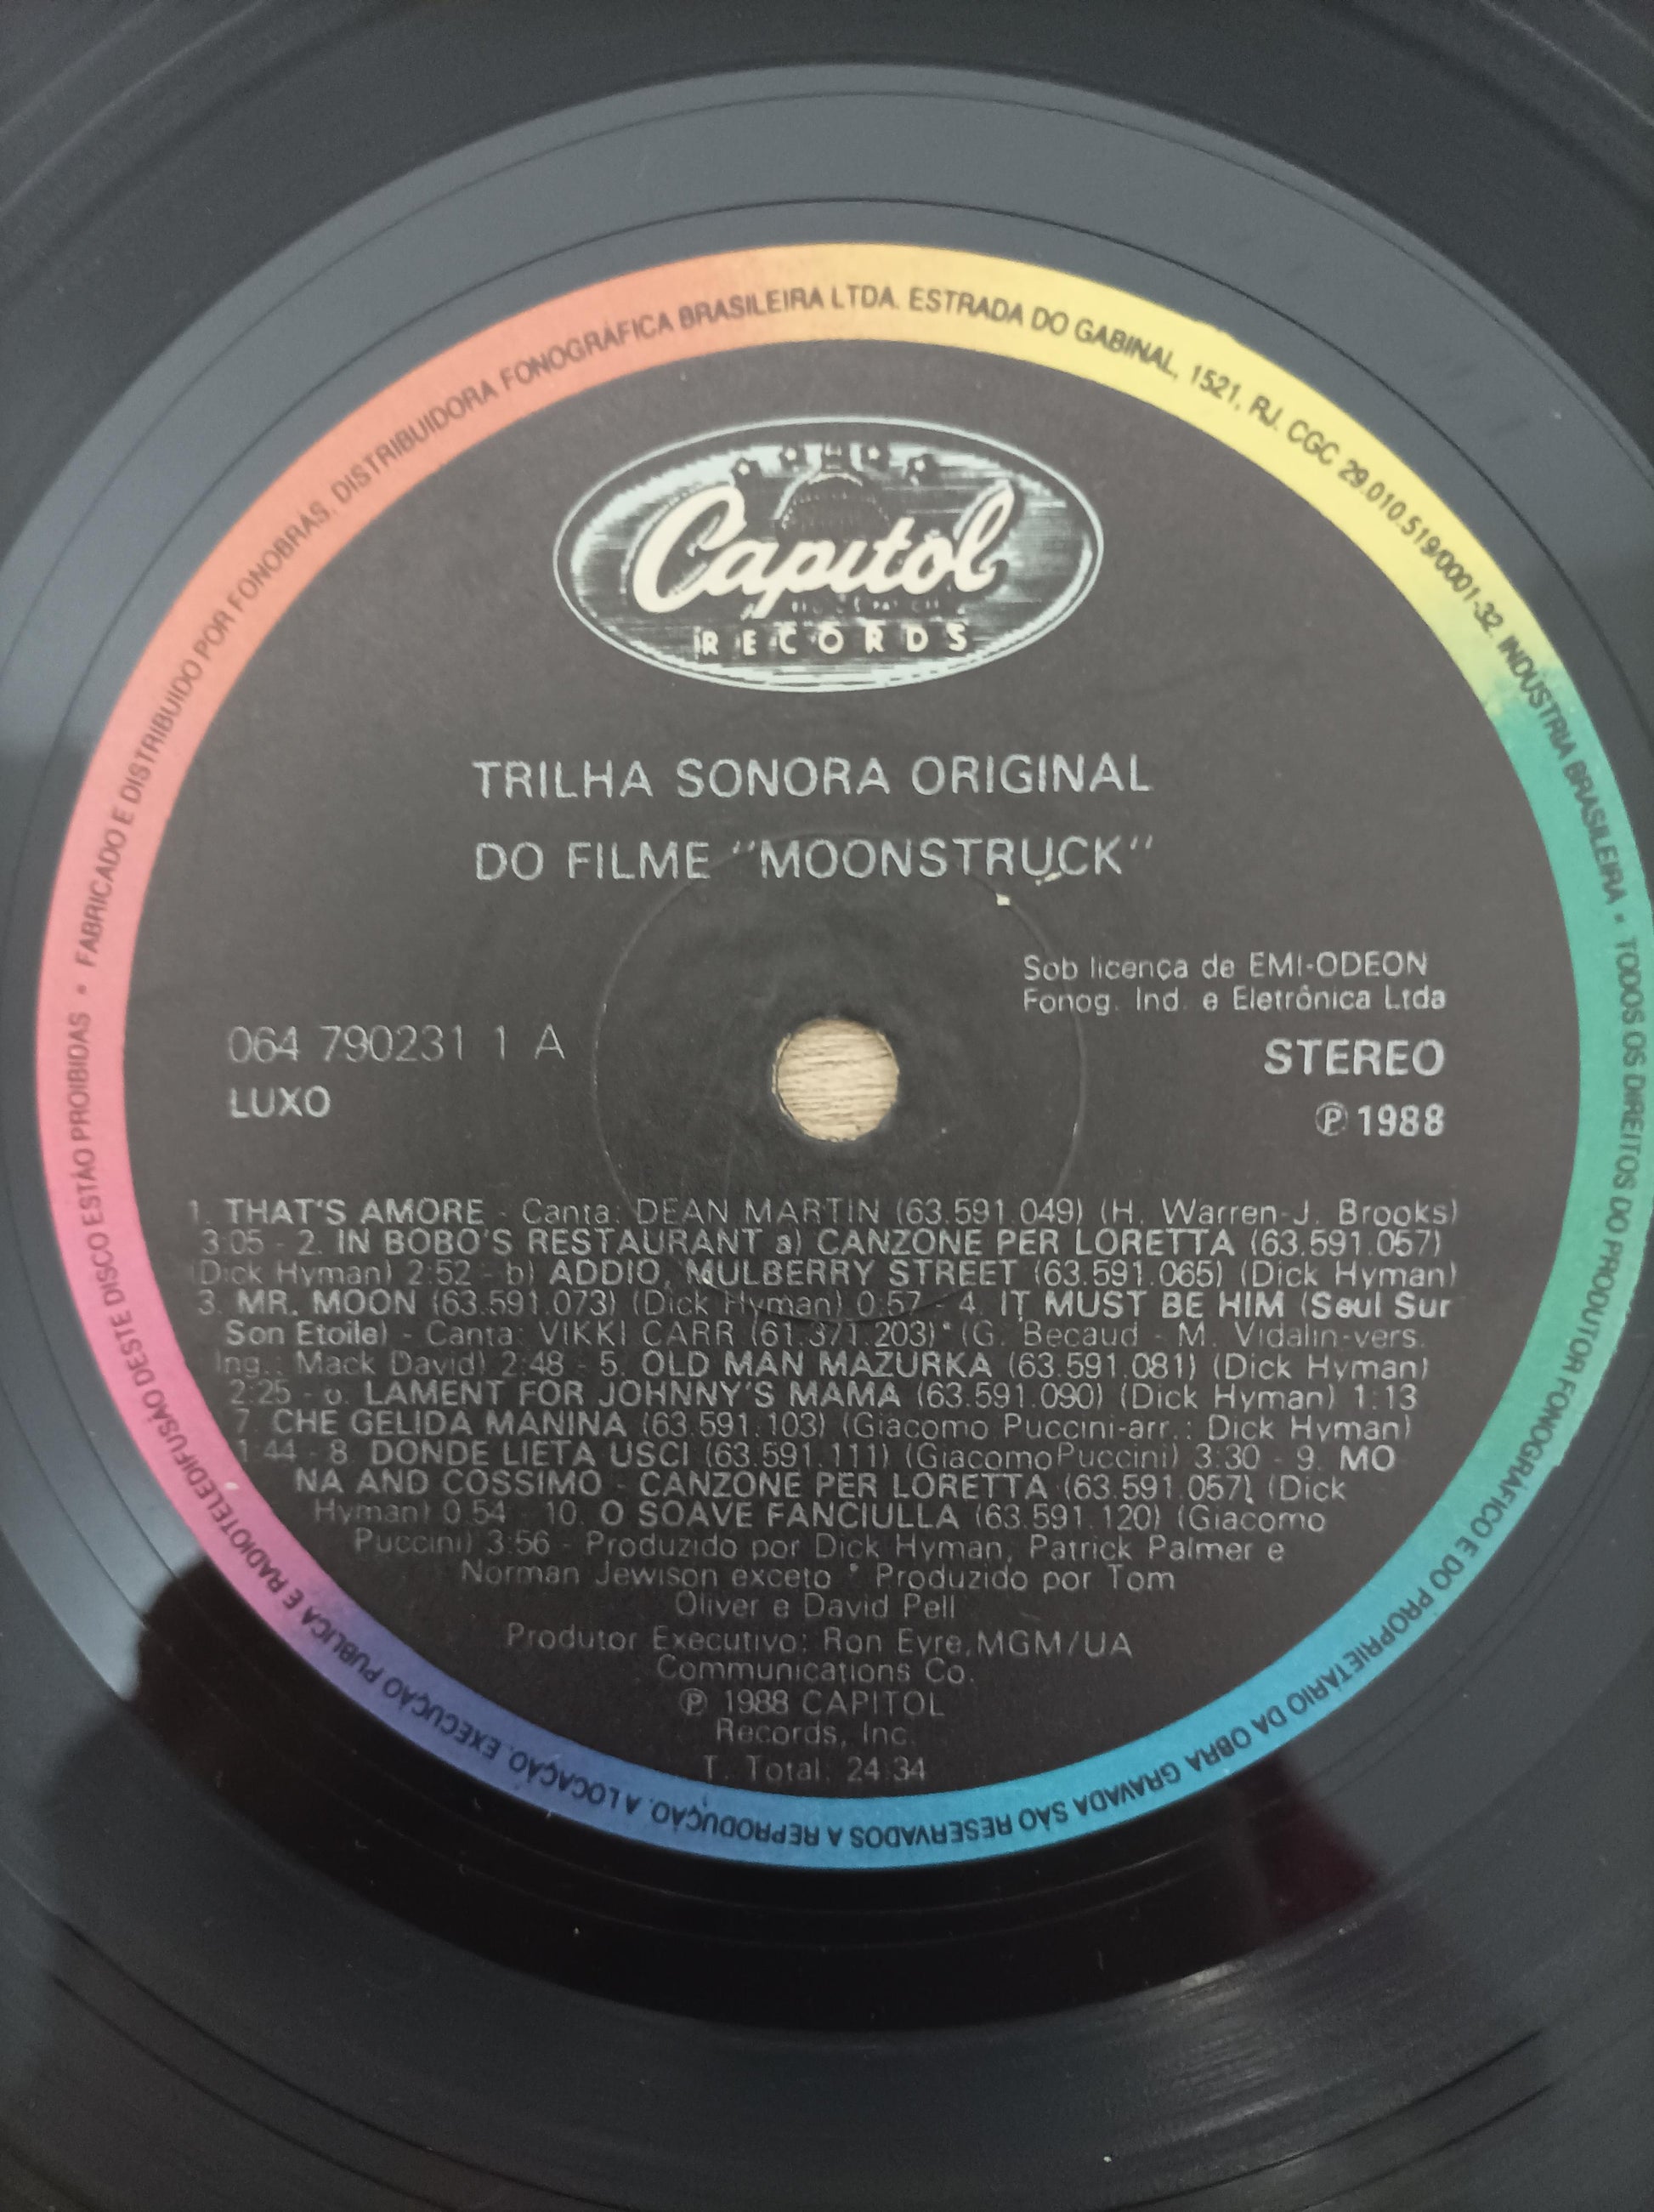 FABRICADO E DISTRIBUIDO POR FONOBRÁS. DISTRIBUIDORA FONOGRÁFICA BRASILEIRA LTDA. ESTRADA DO GABINAL, 1521, RJ. CGC 29.010.519/0001-32. INDUSTRIA BRASILEIRA • TODOS OS DIREITOS DO PRODUTOR FONOGRAFICO E DO PROPRIETARIO DA OBRA GRAVADA SÃO RESERVADOS A REPRODUÇÃO, A LOCAÇÃO, EXECUÇÃO PUBLICA E RADIOTELEDIFUSÃO DESTE DISCO ESTÃO PROIBIDAS •
Capitol
RECORDS
TRILHA SONORA ORIGINAL
DO FILME "MOONSTRUCK"
Sob licença de EMI-ODEON
Fonog. Ind. e Eletrônica Ltda
064 790231 1 A
STEREO
LUXO
℗ 1988
1. THAT'S AMORE - Canta: DEAN MARTIN (63.591.049) (H. Warren-J. Brooks)
3:05 - 2. IN BOBO'S RESTAURANT a) CANZONE PER LORETTA (63.591.057)
(Dick Hyman) 2:52 - b) ADDIO, MULBERRY STREET (63.591.065) (Dick Hyman)
3. MR. MOON (63.591.073) (Dick Hyman) 0:57 - 4. IT MUST BE HIM (Seul Sur
Son Etoile) - Canta: VIKKI CARR (61.371.203)* (G. Becaud - M. Vidalin-vers.
Ing.: Mack David) 2:48 - 5. OLD MAN MAZURKA (63.591.081) (Dick Hyman)
2:25 - 6. LAMENT FOR JOHNNY'S MAMA (63.591.090) (Dick Hyman) 1:13
7. CHE GELIDA MANINA (63.591.103) (Giacomo Puccini-arr.: Dick Hyman)
1:44 - 8. DONDE LIETA USCI (63.591.111) (Giacomo Puccini) 3:30 - 9. MO
NA AND COSSIMO - CANZONE PER LORETTA (63.591.057) (Dick
Hyman) 0:54 - 10. O SOAVE FANCIULLA (63.591.120) (Giacomo
Puccini) 3:56 - Produzido por Dick Hyman, Patrick Palmer e
Norman Jewison exceto * Produzido por Tom
Oliver e David Pell
Produtor Executivo: Ron Eyre, MGM/UA
Communications Co.
℗ 1988 CAPITOL
Records, Inc.
T. Total: 24:34